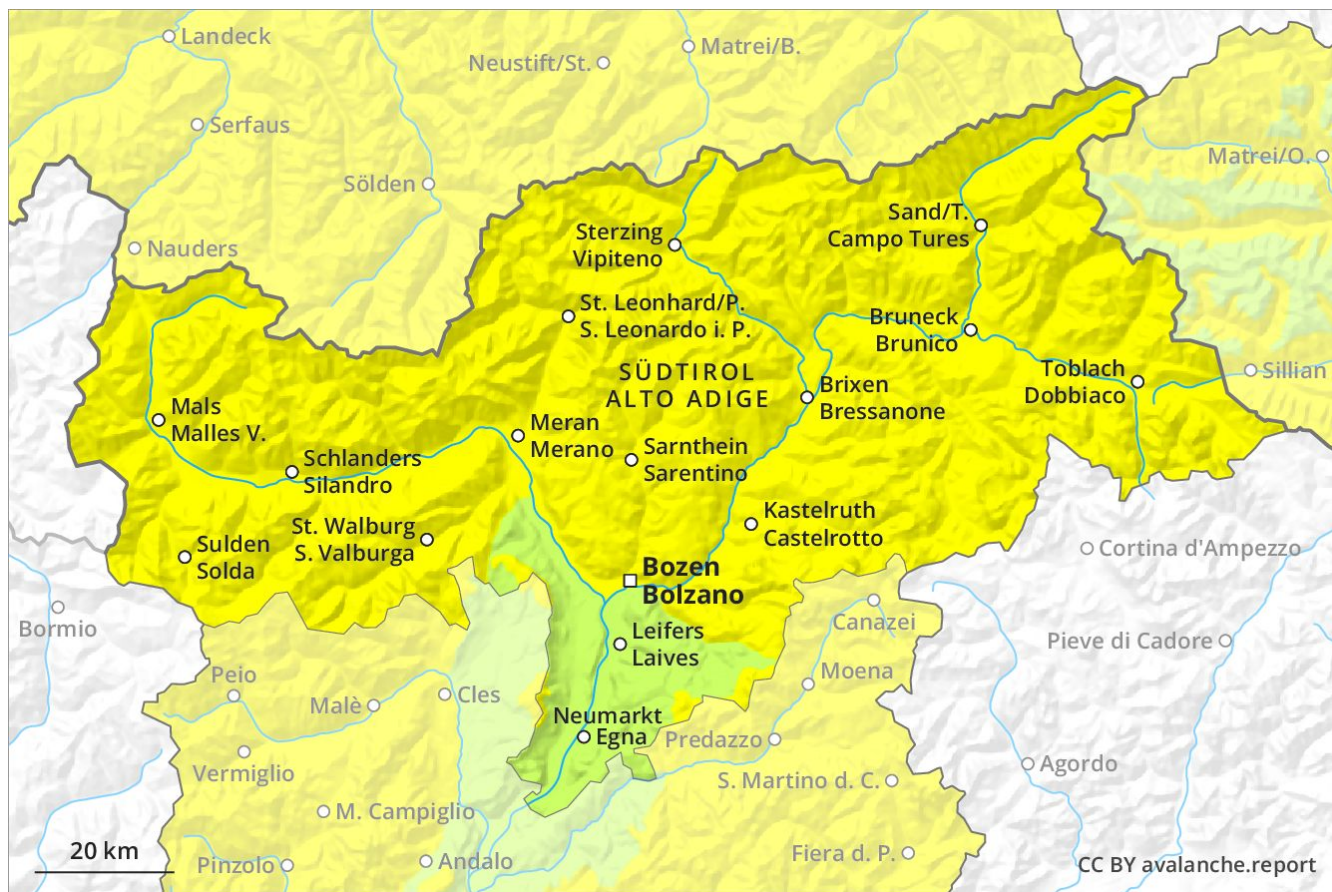 Landeck
Matrei/B.
Neustift/St.
Serfaus
Matrei/O.
Sölden
Sand/T.
Campo Tures
Nauders
Sterzing
Vipiteno
St. Leonhard/P.
S. Leonardo i. P.
Bruneck
Brunico
SÜDTIROL
ALTO ADIGE
Toblach
Dobbiaco
Sillian
Brixen
Bressanone
Mals
Malles V.
Meran
Merano
Schlanders
Silandro
Sarnthein
Sarentino
St. Walburg
S. Valburga
Kastelruth
Castelrotto
Sulden
Solda
Cortina d'Ampezzo
Bozen
Bolzano
Bormio
Canazei
Leifers
Laives
Pieve di Cadore
Peio
Moena
Malè
Cles
Neumarkt
Egna
Predazzo
Vermiglio
Agordo
S. Martino d. C.
M. Campiglio
20 km
Pinzolo
Andalo
Fiera d. P.
CC BY avalanche.report